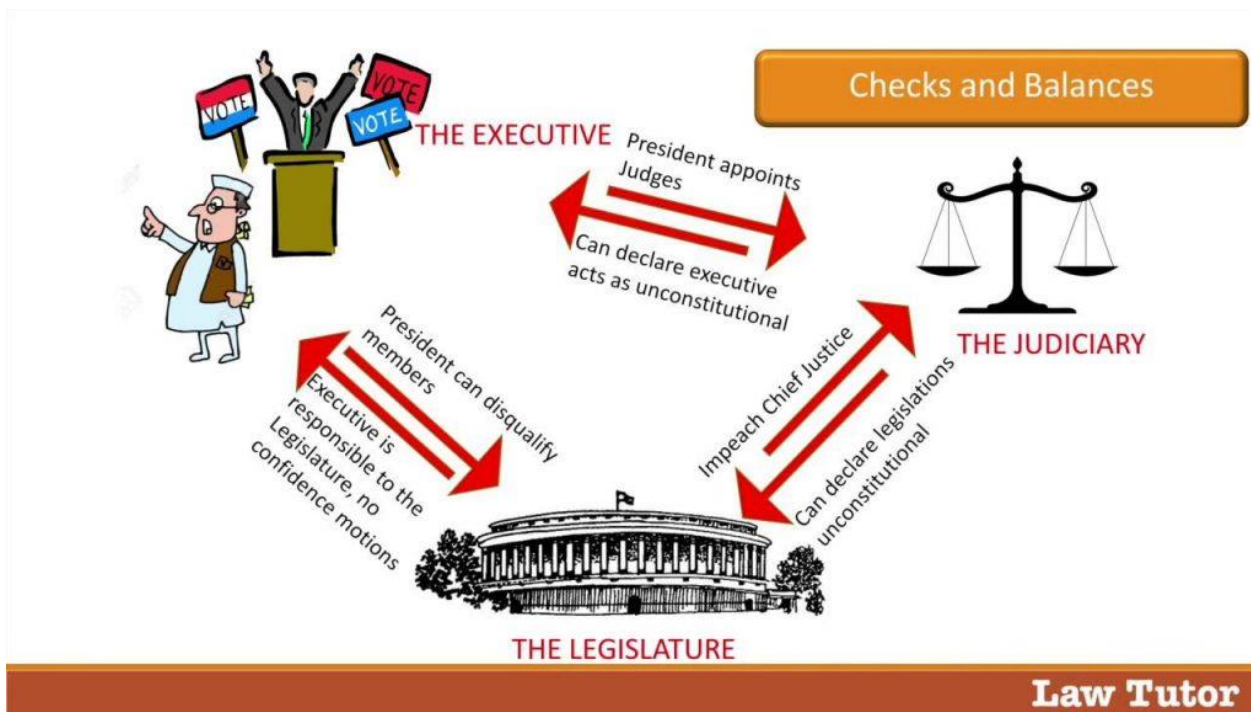 Checks and Balances
VOTE
VOTE
VOTE
THE EXECUTIVE
President appoints
Judges
Can declare executive
acts as unconstitutional
THE JUDICIARY
President can disqualify
members
Executive is
responsible to the
Legislature, no
confidence motions
Impeach Chief Justice
Can declare legislations
unconstitutional
THE LEGISLATURE
Law Tutor